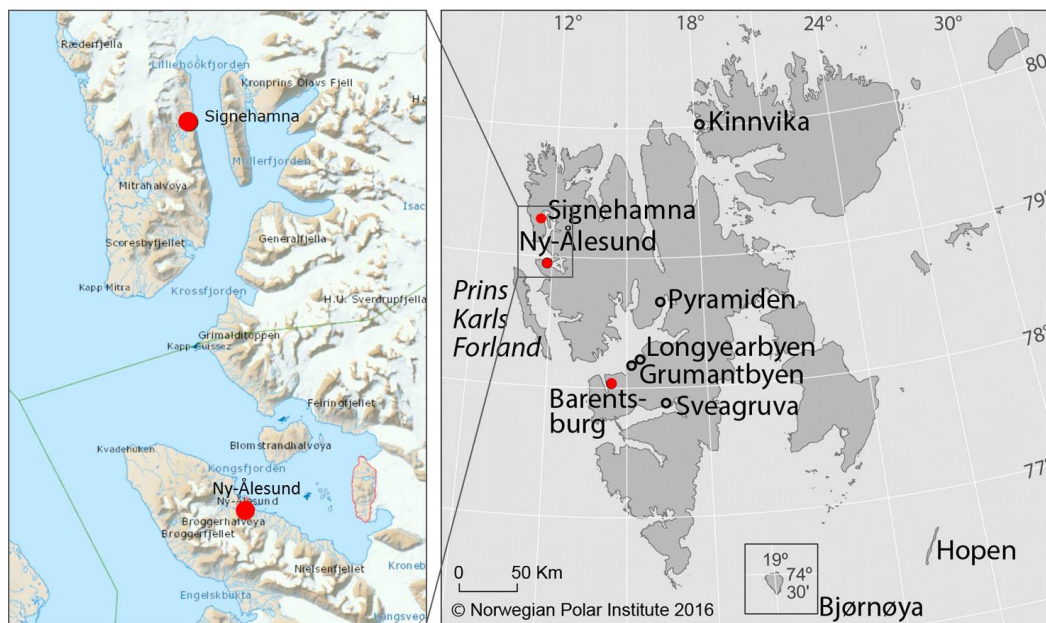 Ræderfjella
Lilliehöökfjorden
Kronprins Olavs Fjell
Signehamna
Möllerfjorden
Mitrahalvøya
Isac
Scoresbyfjellet
Generalfjella
Kapp Mitra
Krossfjorden
H.U. Sverdrupfjella
Grimalditoppen
Kapp Guissez
Feiringfjellet
Blomstrandhalvøya
Kvadehuken
Kongsfjorden
Ny-Ålesund
Ny-Ålesund
Brøggerhalvøya
Brøggerfjellet
Nielsenfjellet
Kroneb
Engelskbukta
12° 18° 24° 30°
80°
Kinnvika
Signehamna
79°
Ny-Ålesund
Prins
Karls
Forland
Pyramiden
78°
Longyearbyen
Grumantbyen
Barents-
burg
Sveagruva
77°
Hopen
0 50 Km
19°
74°
30'
Bjørnøya
© Norwegian Polar Institute 2016